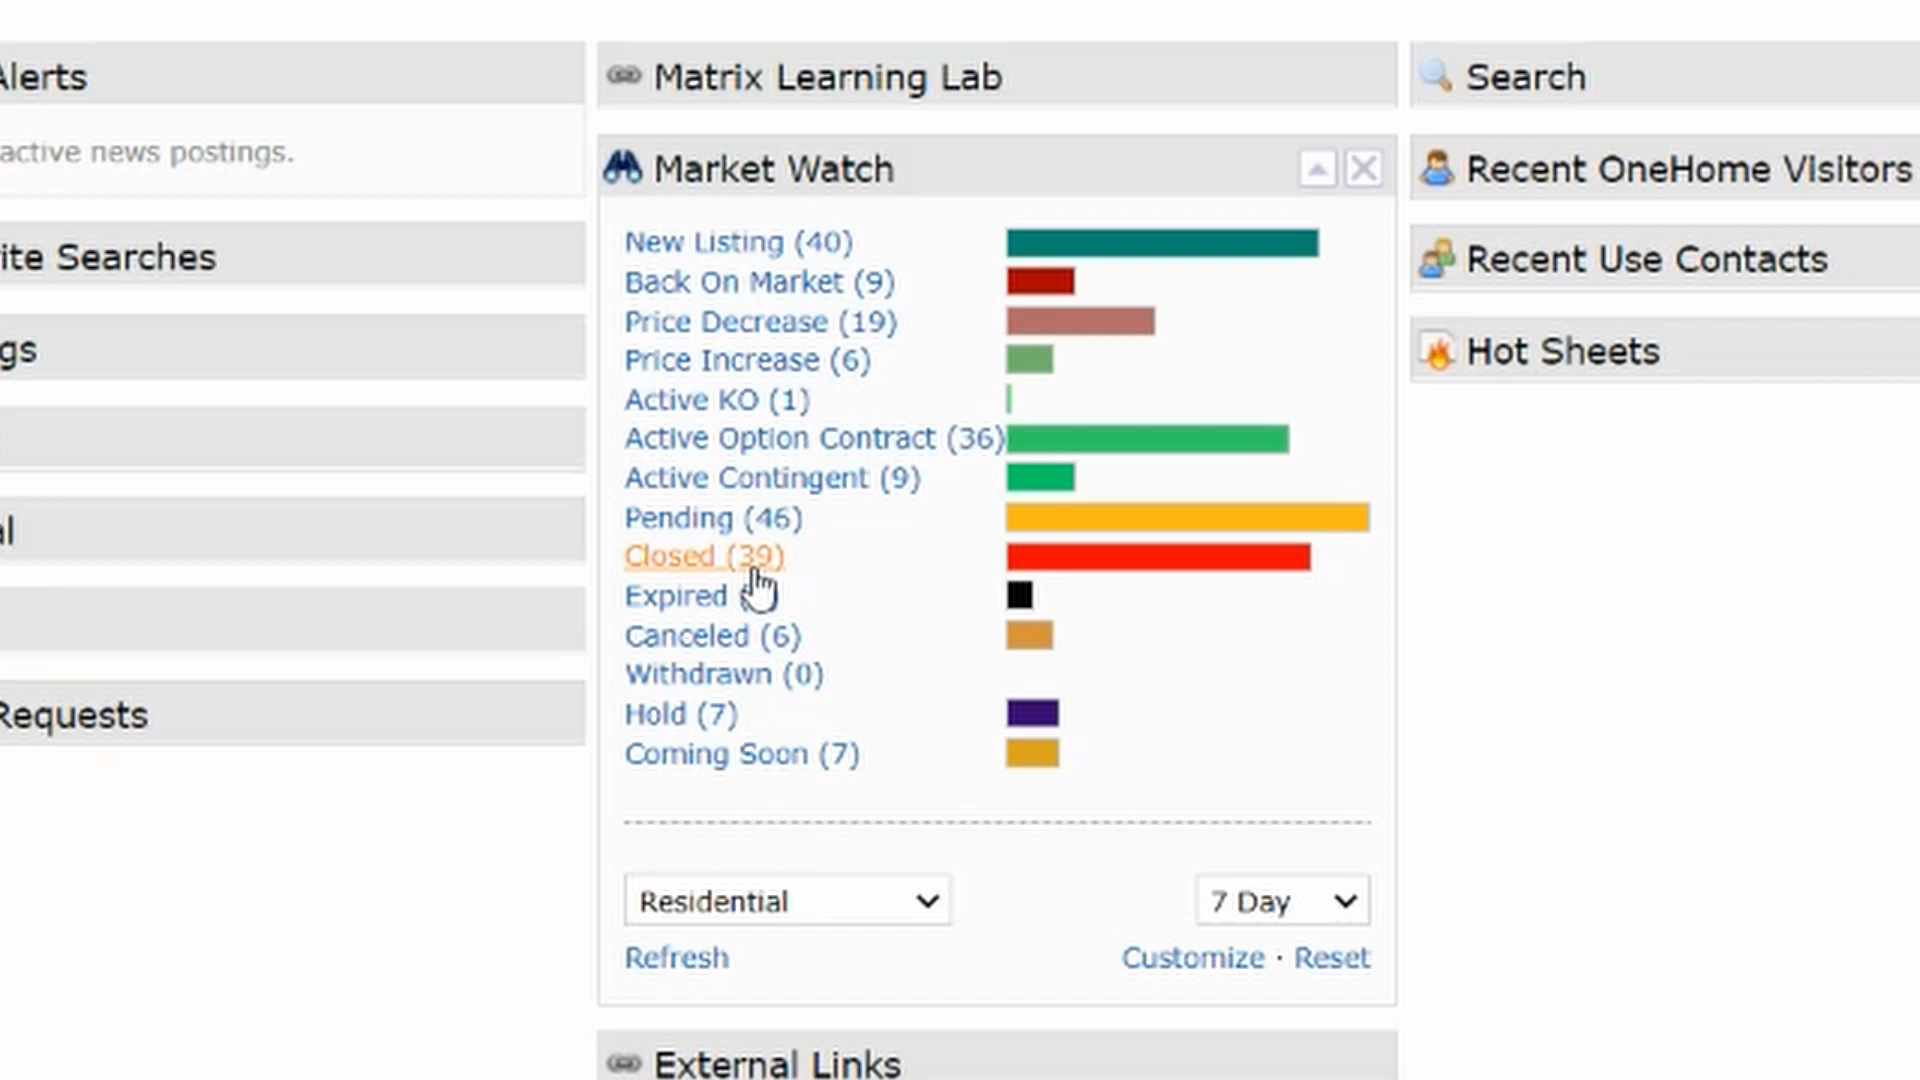 Alerts
active news postings.
ite Searches
gs
al
Requests
Matrix Learning Lab
Market Watch
New Listing (40)
Back On Market (9)
Price Decrease (19)
Price Increase (6)
Active KO (1)
Active Option Contract (36)
Active Contingent (9)
Pending (46)
Closed (39)
Expired
Canceled (6)
Withdrawn (0)
Hold (7)
Coming Soon (7)
Residential
7 Day
Refresh
Customize · Reset
External Links
Search
Recent OneHome Visitors
Recent Use Contacts
Hot Sheets